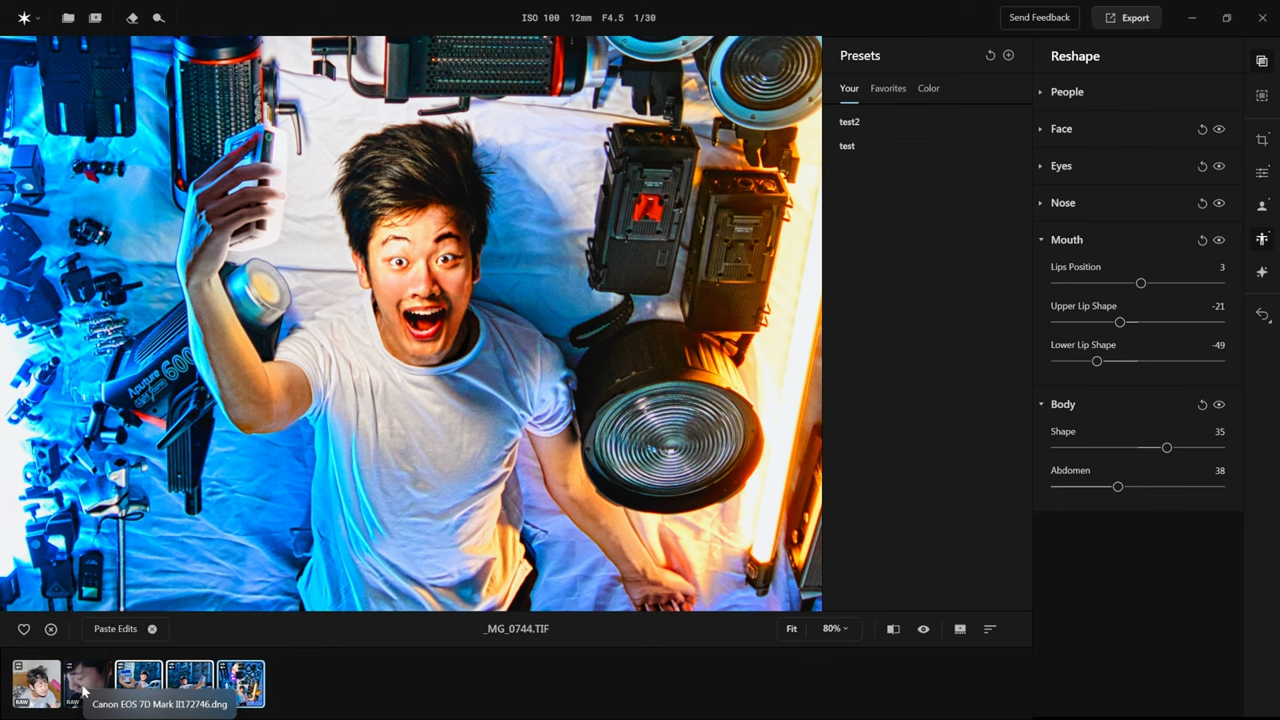 ISO 100 12mm F4.5 1/30
Send Feedback
Export
Presets
Your Favorites Color
test2
test
Reshape
People
Face
Eyes
Nose
Mouth
Lips Position 3
Upper Lip Shape -21
Lower Lip Shape -49
Body
Shape 35
Abdomen 38
Aputure
600
Paste Edits
_MG_0744.TIF
Fit 80%
RAW
RAW
Canon EOS 7D Mark II172746.dng